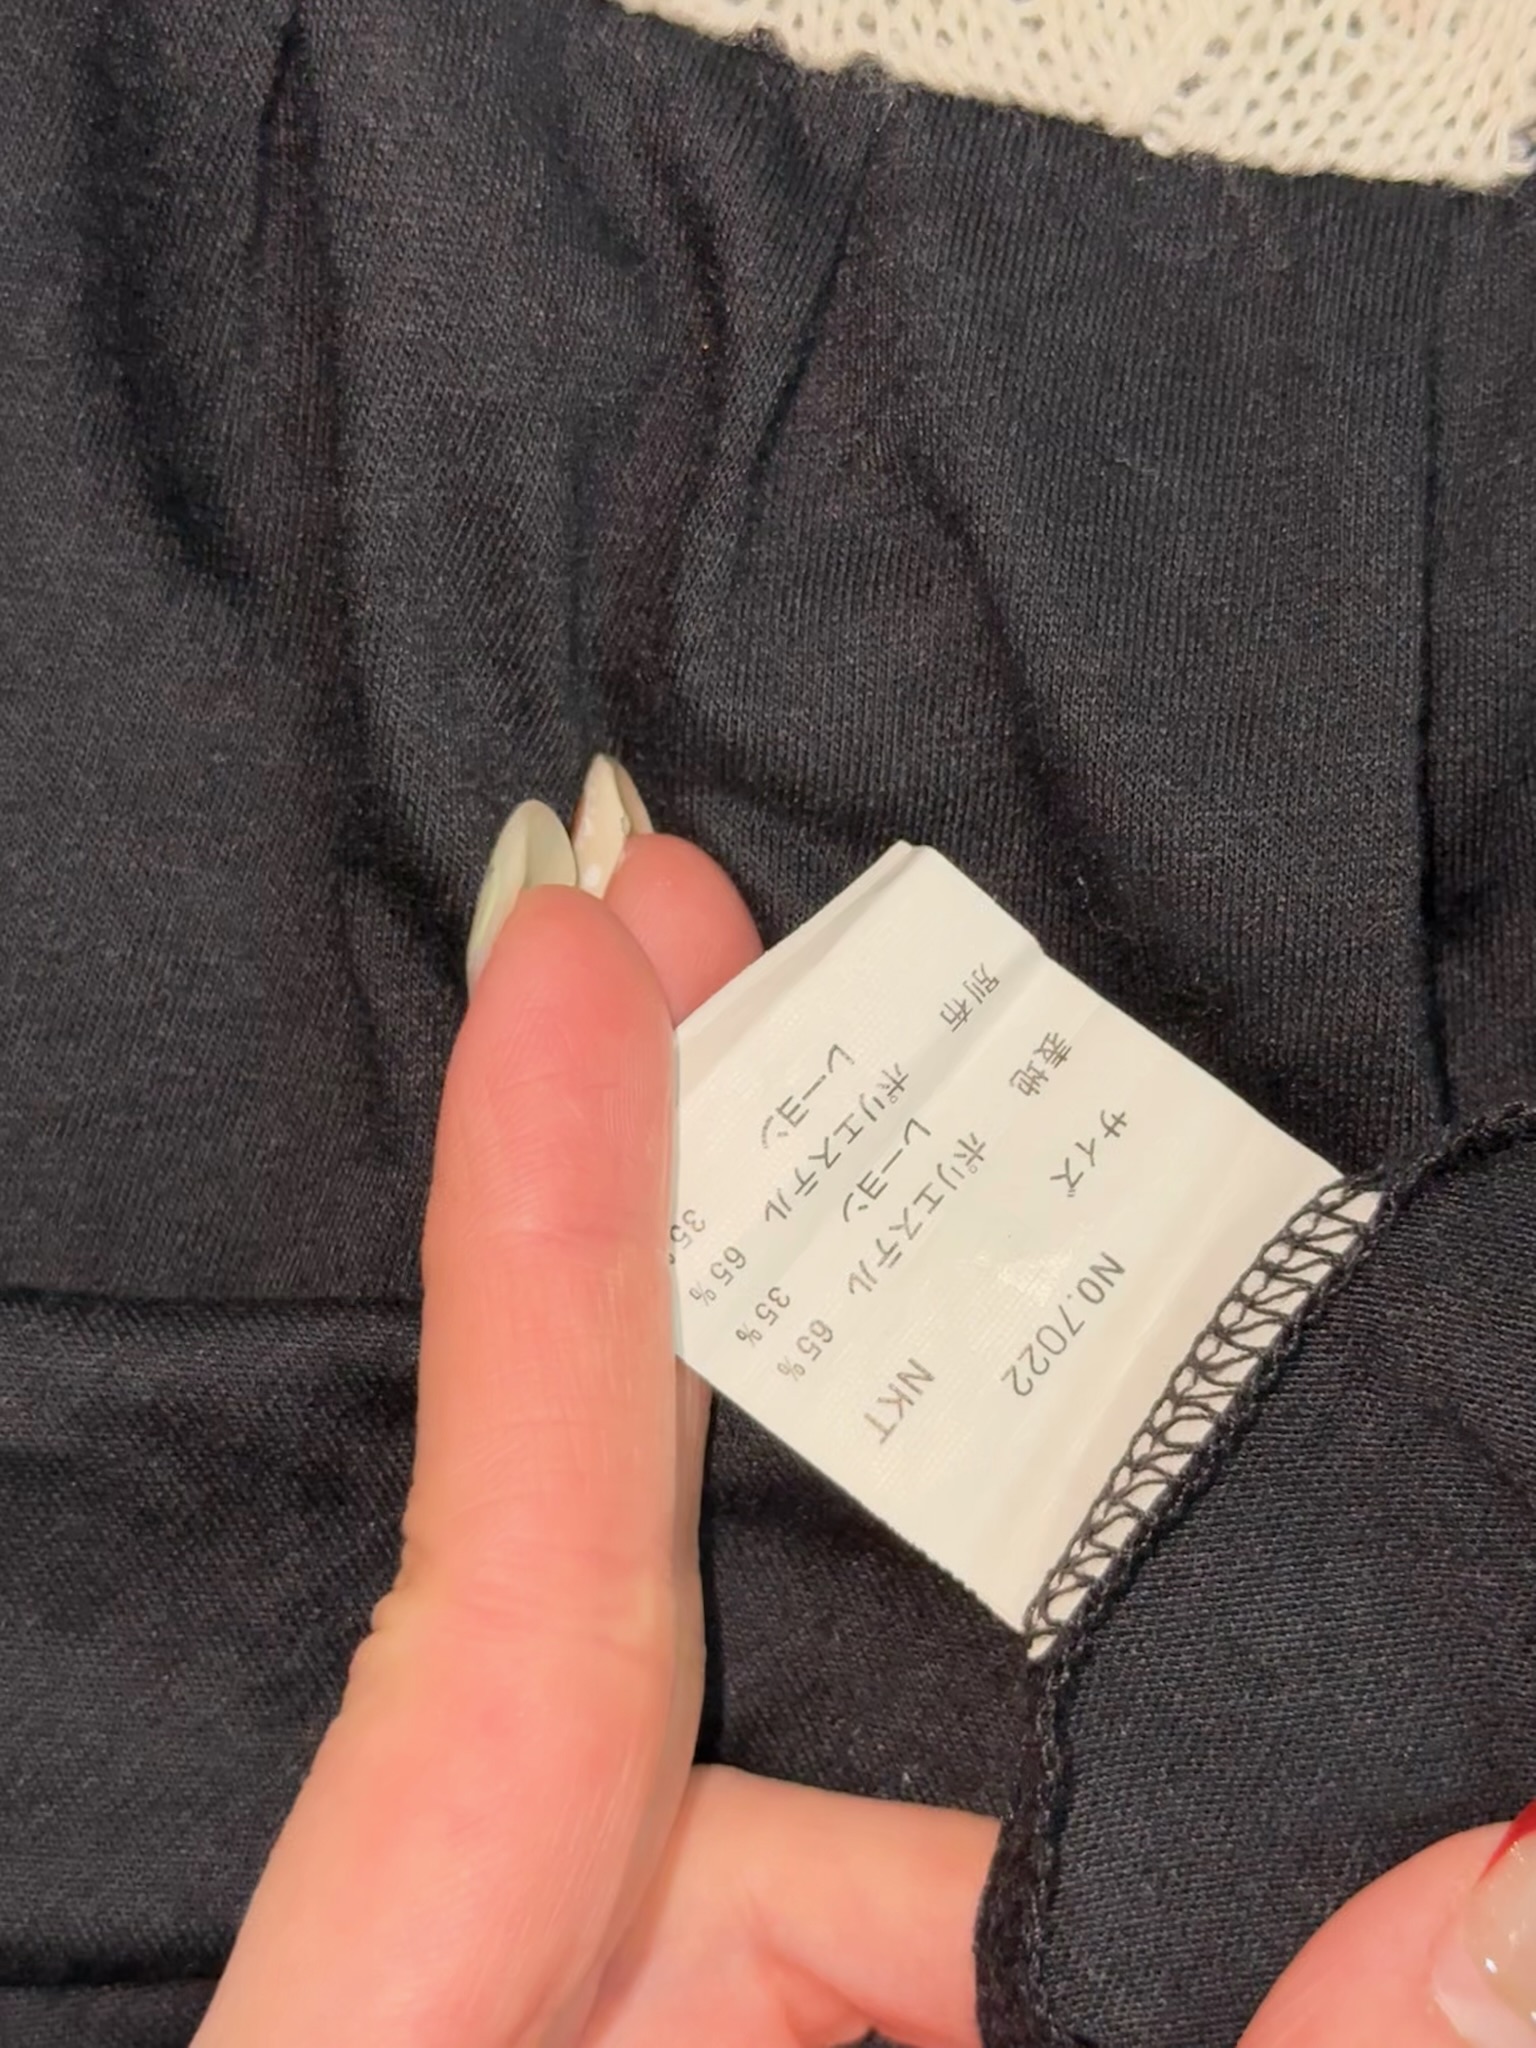 NO.7022
サイズ NKT
表地 ポリエステル 65%
レーヨン 35%
別布 ポリエステル 65%
レーヨン 35%